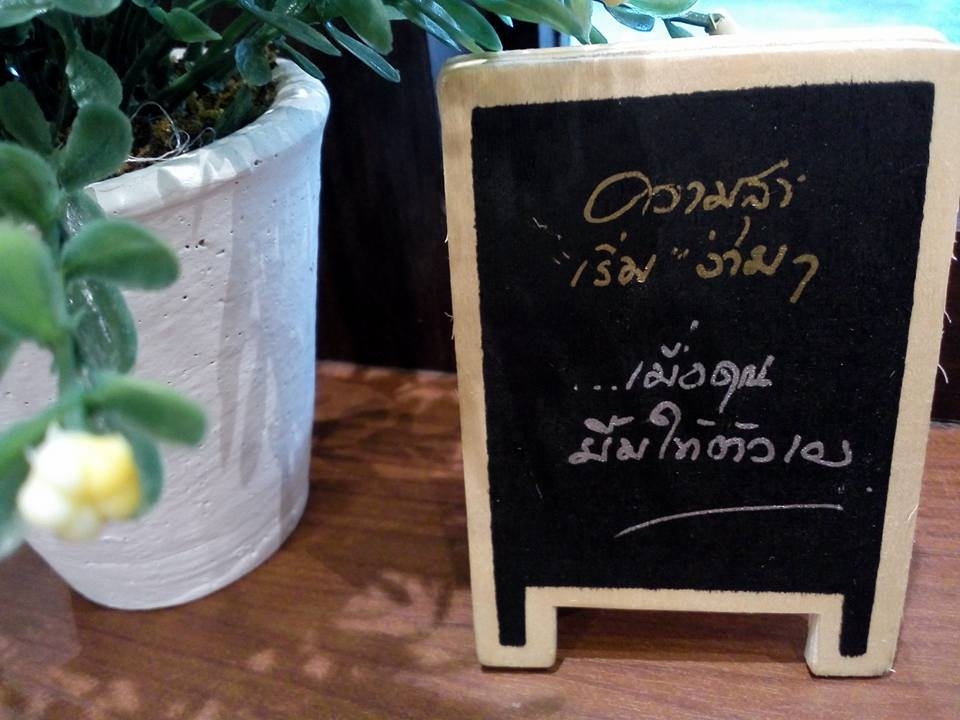 ความสุข
"เริ่ม" ง่ายๆ
...เมื่อคุณ
ยิ้มให้ตัวเอง